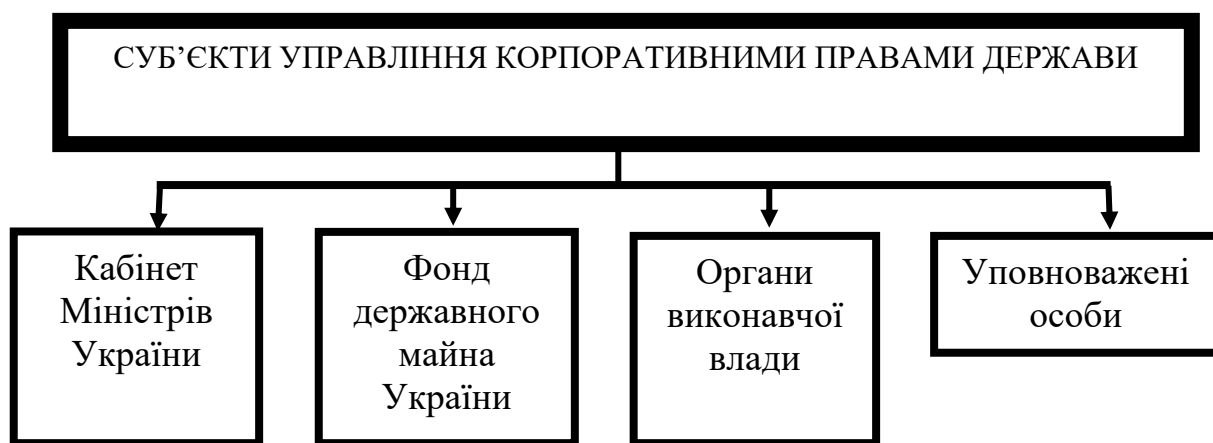 СУБ’ЄКТИ УПРАВЛІННЯ КОРПОРАТИВНИМИ ПРАВАМИ ДЕРЖАВИ
Кабінет
Міністрів
України
Фонд
державного
майна
України
Органи
виконавчої
влади
Уповноважені
особи